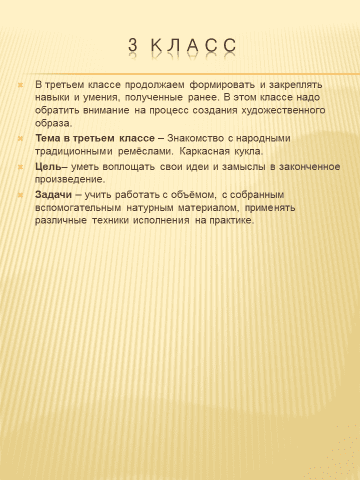 3 КЛАСС
В третьем классе продолжаем формировать и закреплять
навыки и умения, полученные ранее. В этом классе надо
обратить внимание на процесс создания художественного
образа.
Тема в третьем классе – Знакомство с народными
традиционными ремёслами. Каркасная кукла.
Цель– уметь воплощать свои идеи и замыслы в законченное
произведение.
Задачи – учить работать с объёмом, с собранным
вспомогательным натурным материалом, применять
различные техники исполнения на практике.